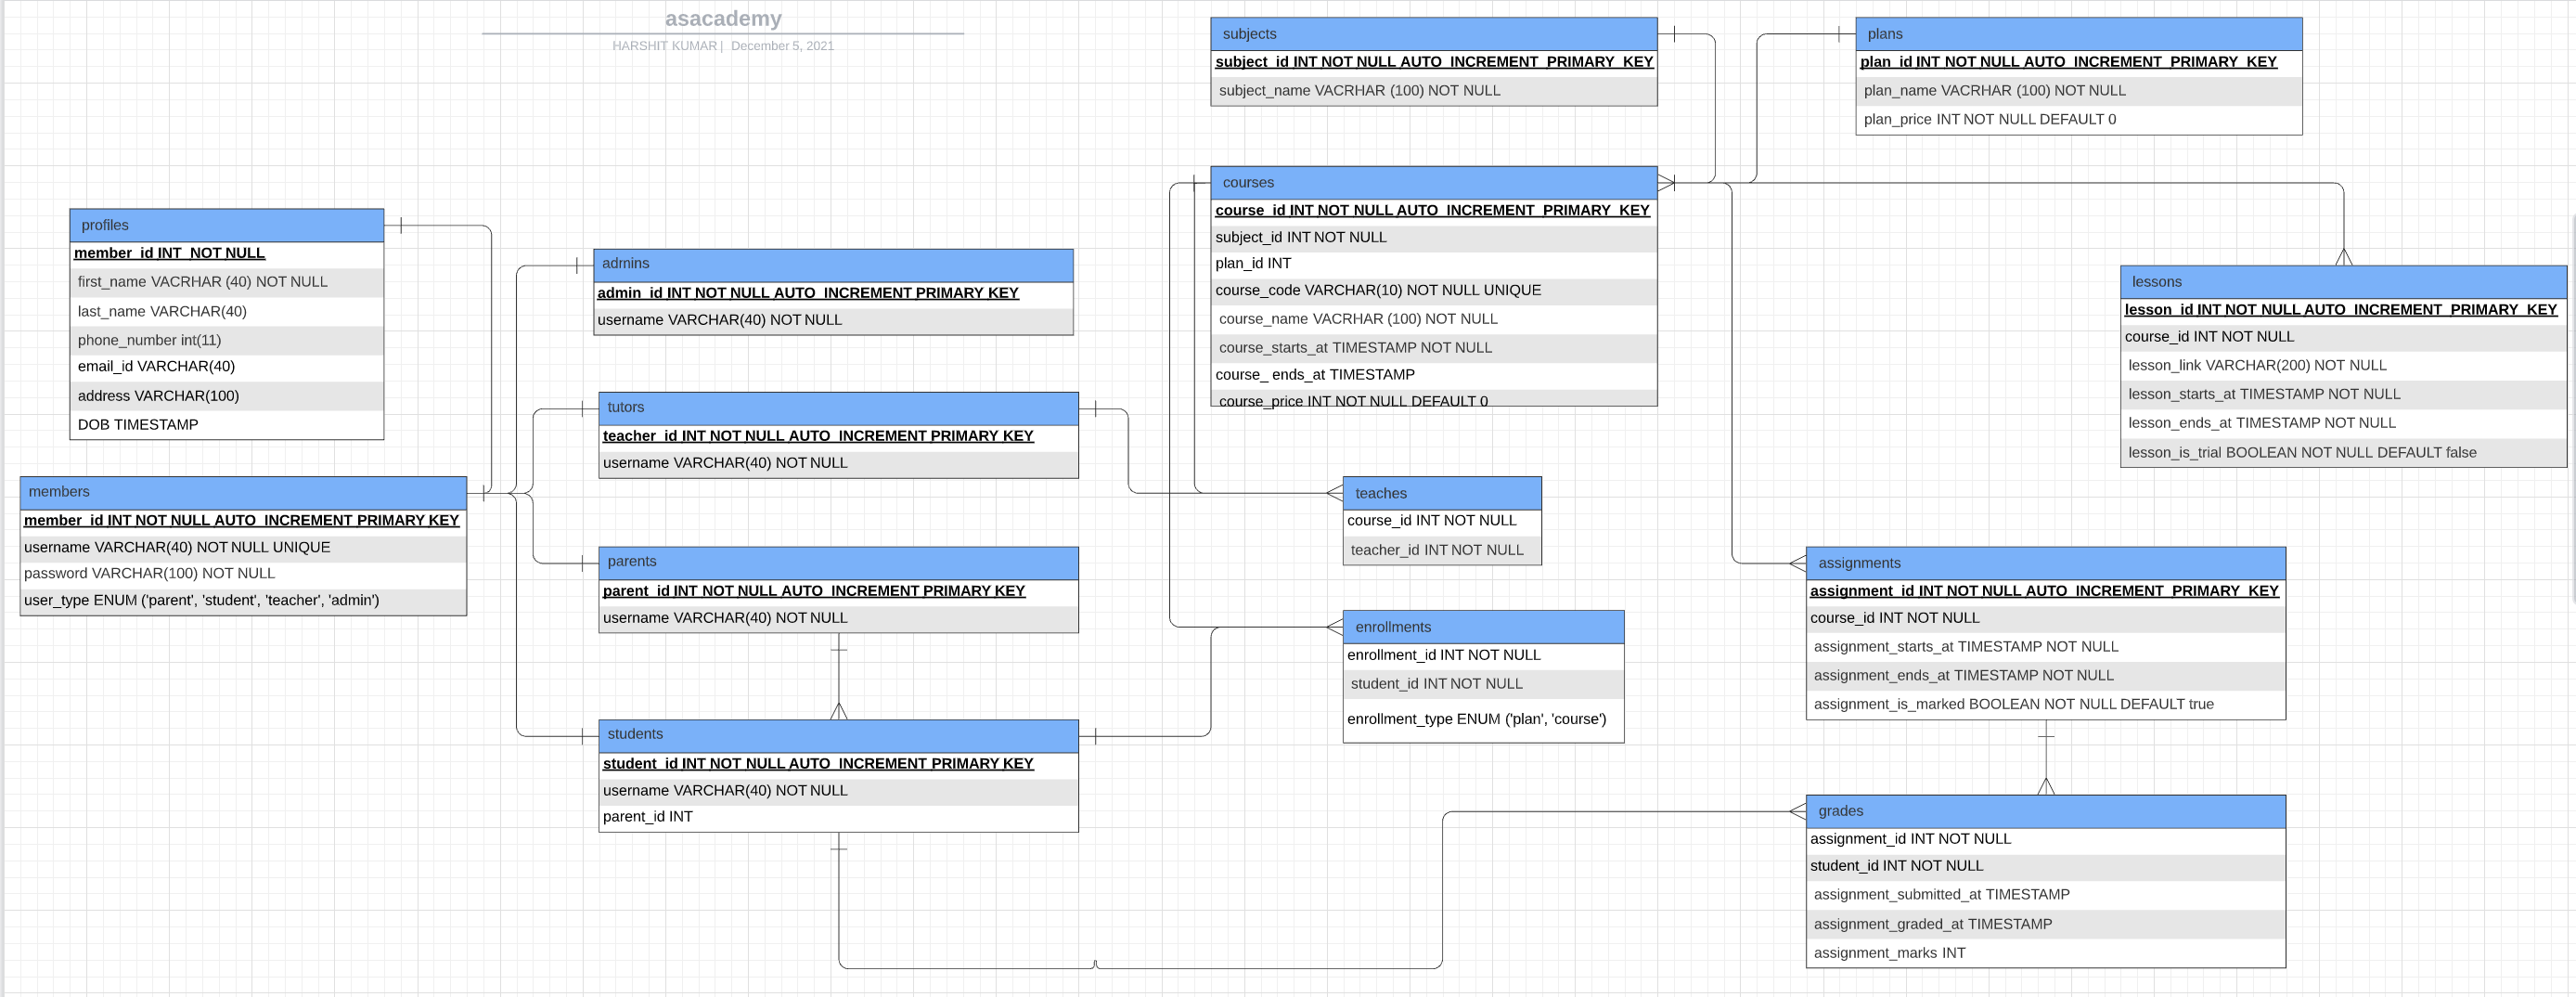 asacademy
HARSHIT KUMAR | December 5, 2021
subjects
subject_id INT NOT NULL AUTO_INCREMENT_PRIMARY_KEY
subject_name VACRHAR (100) NOT NULL
plans
plan_id INT NOT NULL AUTO_INCREMENT_PRIMARY_KEY
plan_name VACRHAR (100) NOT NULL
plan_price INT NOT NULL DEFAULT 0
courses
course_id INT NOT NULL AUTO_INCREMENT_PRIMARY_KEY
subject_id INT NOT NULL
plan_id INT
course_code VARCHAR(10) NOT NULL UNIQUE
course_name VACRHAR (100) NOT NULL
course_starts_at TIMESTAMP NOT NULL
course_ ends_at TIMESTAMP
course_price INT NOT NULL DEFAULT 0
profiles
member_id INT_NOT NULL
first_name VACRHAR (40) NOT NULL
last_name VARCHAR(40)
phone_number int(11)
email_id VARCHAR(40)
address VARCHAR(100)
DOB TIMESTAMP
admins
admin_id INT NOT NULL AUTO_INCREMENT PRIMARY KEY
username VARCHAR(40) NOT NULL
lessons
lesson_id INT NOT NULL AUTO_INCREMENT_PRIMARY_KEY
course_id INT NOT NULL
lesson_link VARCHAR(200) NOT NULL
lesson_starts_at TIMESTAMP NOT NULL
lesson_ends_at TIMESTAMP NOT NULL
lesson_is_trial BOOLEAN NOT NULL DEFAULT false
tutors
teacher_id INT NOT NULL AUTO_INCREMENT PRIMARY KEY
username VARCHAR(40) NOT NULL
members
member_id INT NOT NULL AUTO_INCREMENT PRIMARY KEY
username VARCHAR(40) NOT NULL UNIQUE
password VARCHAR(100) NOT NULL
user_type ENUM ('parent', 'student', 'teacher', 'admin')
teaches
course_id INT NOT NULL
teacher_id INT NOT NULL
parents
parent_id INT NOT NULL AUTO_INCREMENT PRIMARY KEY
username VARCHAR(40) NOT NULL
assignments
assignment_id INT NOT NULL AUTO_INCREMENT_PRIMARY_KEY
course_id INT NOT NULL
assignment_starts_at TIMESTAMP NOT NULL
assignment_ends_at TIMESTAMP NOT NULL
assignment_is_marked BOOLEAN NOT NULL DEFAULT true
enrollments
enrollment_id INT NOT NULL
student_id INT NOT NULL
enrollment_type ENUM ('plan', 'course')
students
student_id INT NOT NULL AUTO_INCREMENT PRIMARY KEY
username VARCHAR(40) NOT NULL
parent_id INT
grades
assignment_id INT NOT NULL
student_id INT NOT NULL
assignment_submitted_at TIMESTAMP
assignment_graded_at TIMESTAMP
assignment_marks INT